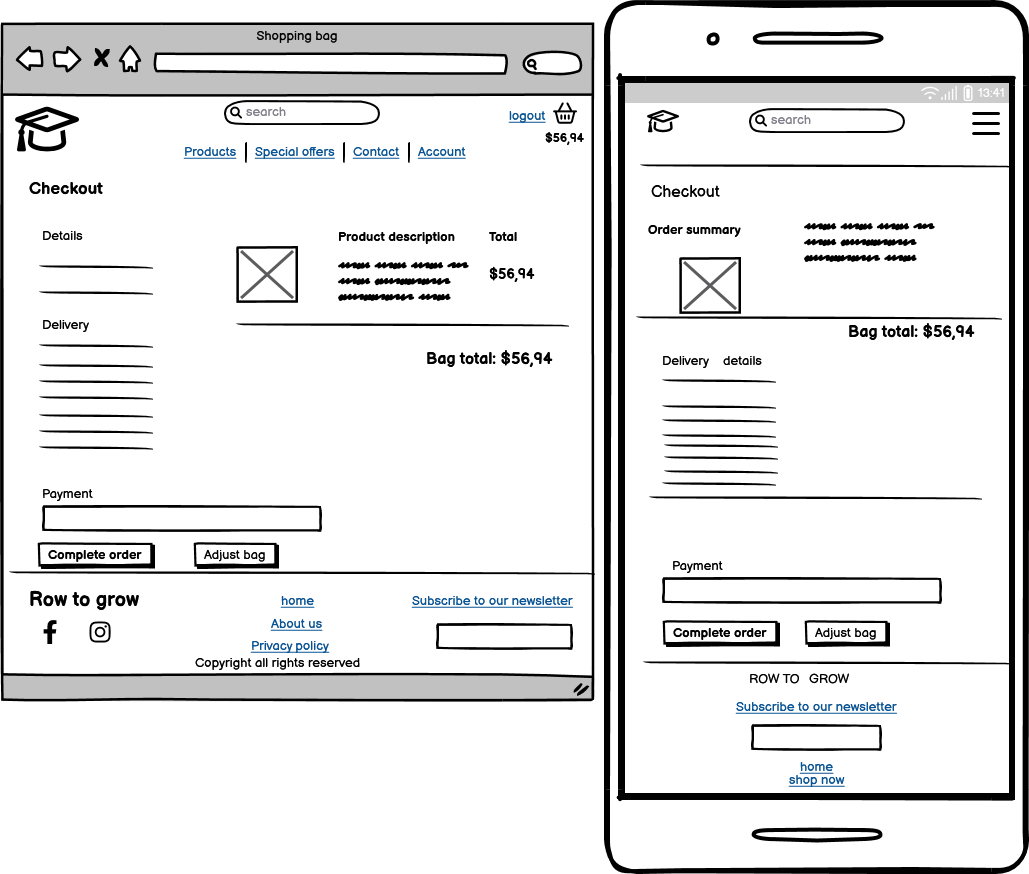 Shopping bag
search
logout
$56,94
Products Special offers Contact Account
Checkout
Details
Product description Total
$56,94
Delivery
Bag total: $56,94
Payment
Complete order Adjust bag
Row to grow
home
About us
Privacy policy
Copyright all rights reserved
Subscribe to our newsletter
13:41
search
Checkout
Order summary
Bag total: $56,94
Delivery details
Payment
Complete order Adjust bag
ROW TO GROW
Subscribe to our newsletter
home
shop now